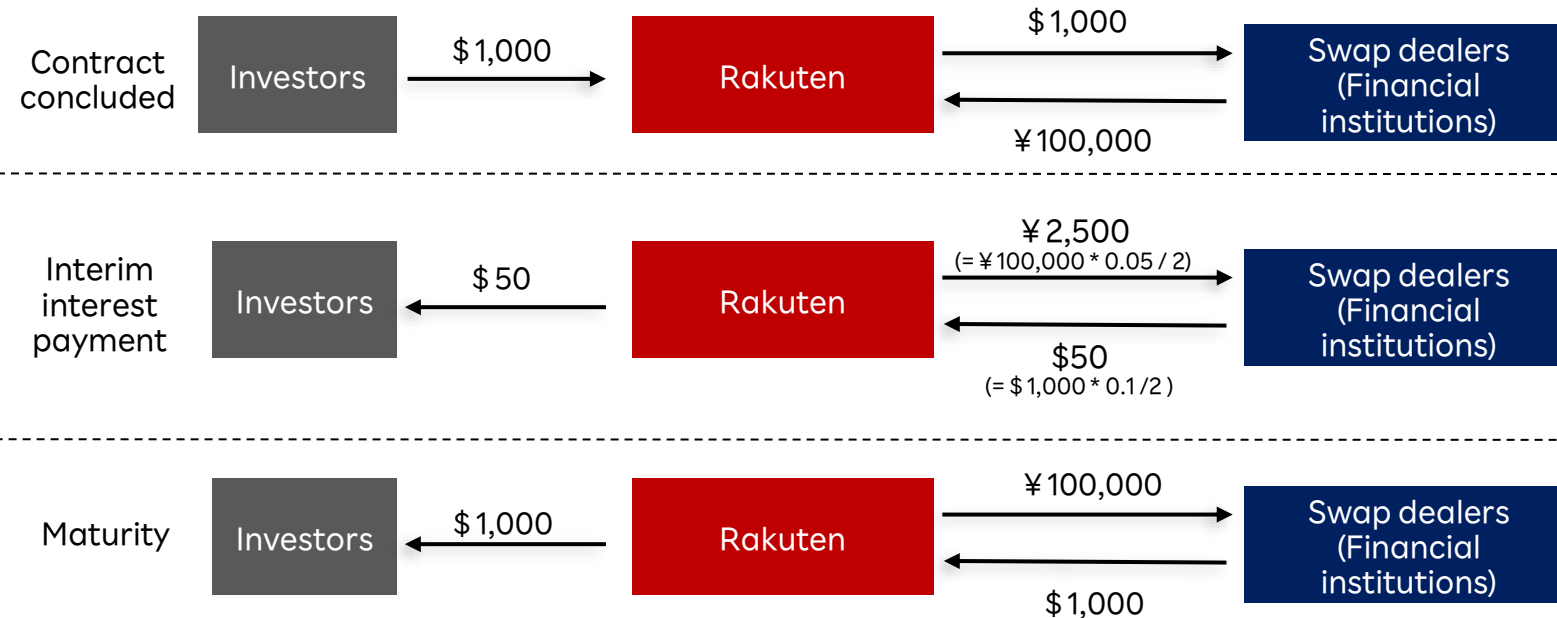 Contract
concluded
Investors
$1,000
Rakuten
$1,000
¥100,000
Swap dealers
(Financial
institutions)
Interim
interest
payment
Investors
$50
Rakuten
¥2,500
(= ¥100,000 * 0.05 / 2)
$50
(= $1,000 * 0.1 /2 )
Swap dealers
(Financial
institutions)
Maturity
Investors
$1,000
Rakuten
¥100,000
$1,000
Swap dealers
(Financial
institutions)